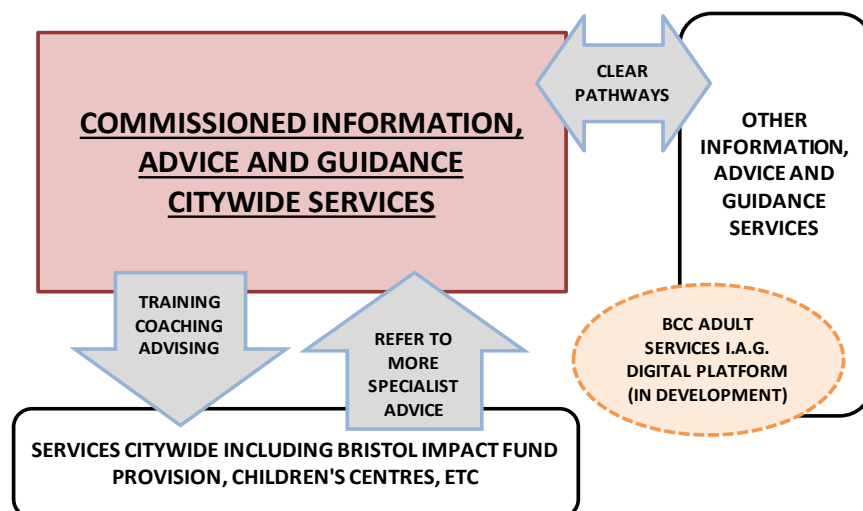 CLEAR
PATHWAYS
COMMISSIONED INFORMATION,
ADVICE AND GUIDANCE
CITYWIDE SERVICES
OTHER
INFORMATION,
ADVICE AND
GUIDANCE
SERVICES
TRAINING
COACHING
ADVISING
REFER TO
MORE
SPECIALIST
ADVICE
BCC ADULT
SERVICES I.A.G.
DIGITAL PLATFORM
(IN DEVELOPMENT)
SERVICES CITYWIDE INCLUDING BRISTOL IMPACT FUND
PROVISION, CHILDREN'S CENTRES, ETC